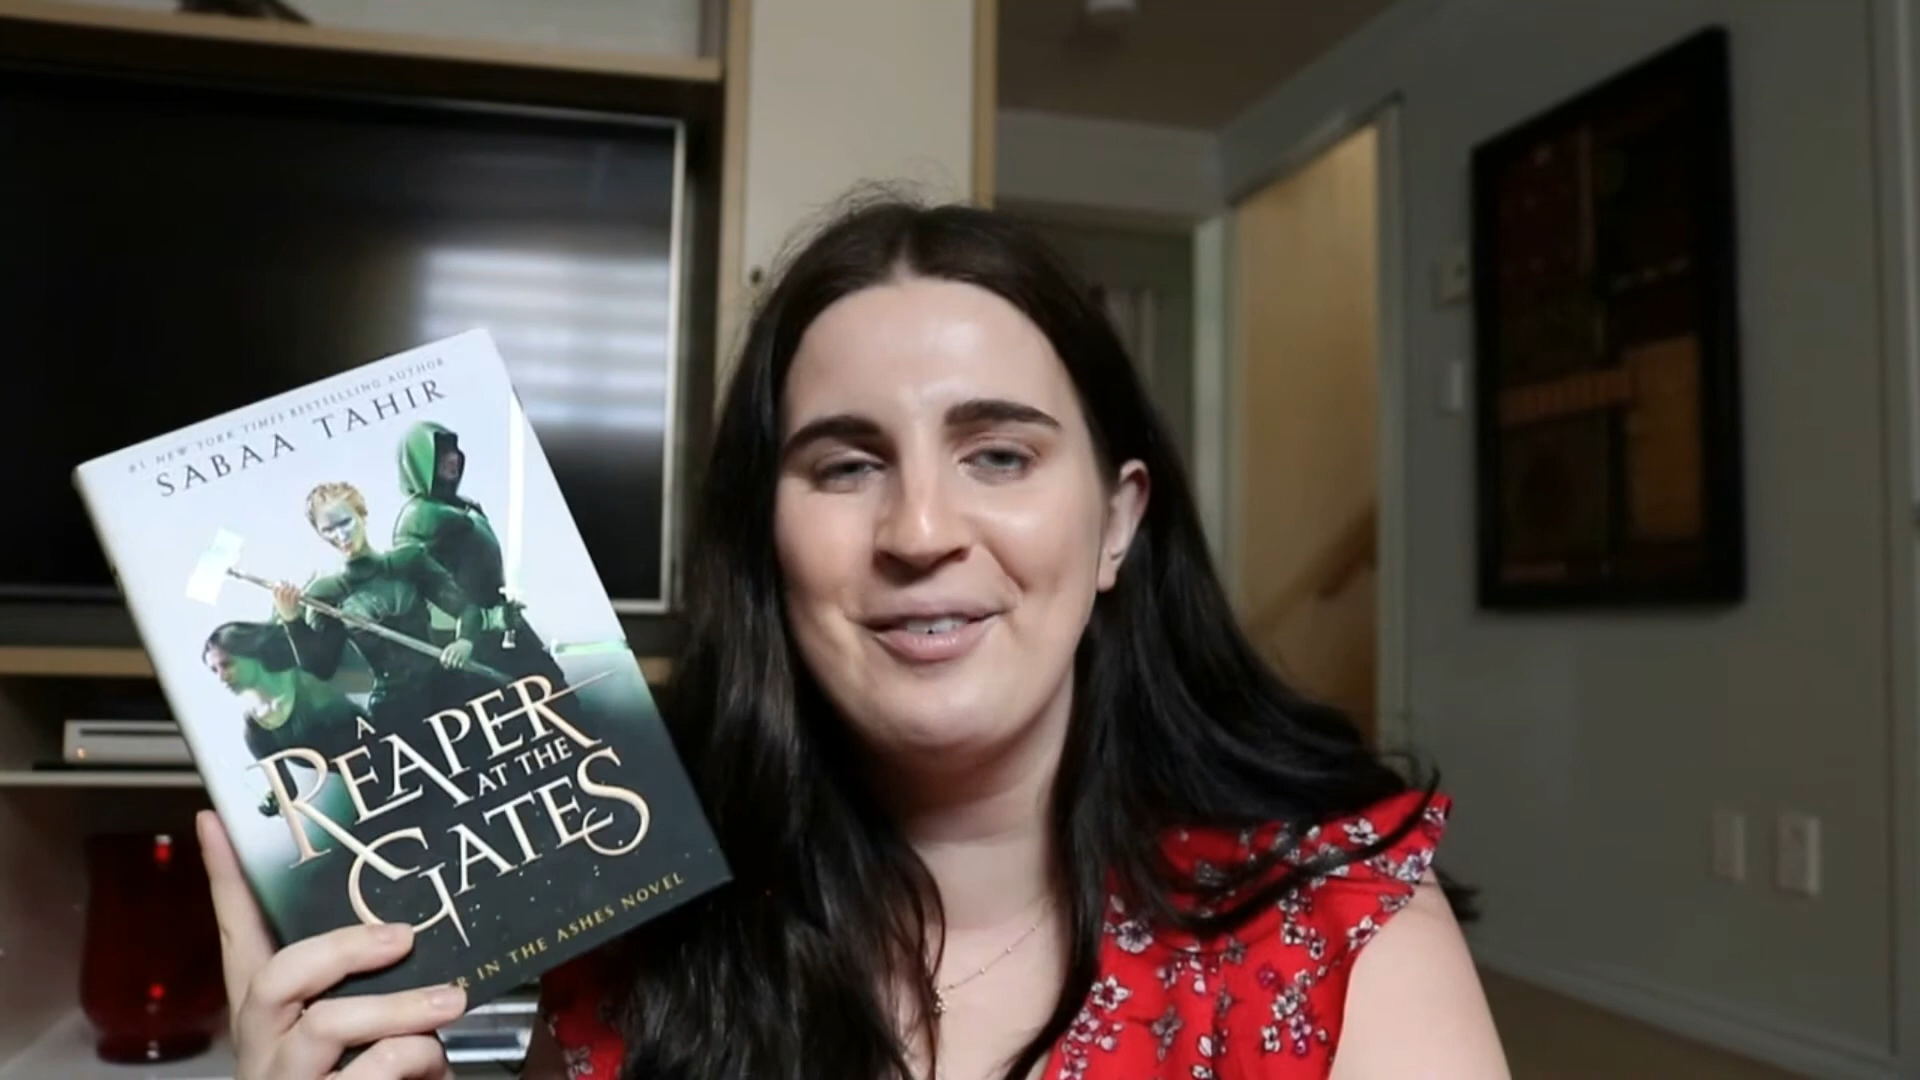 #1 NEW YORK TIMES BESTSELLING AUTHOR
SABAA TAHIR
A
REAPER
AT THE
GATES
IN THE ASHES NOVEL